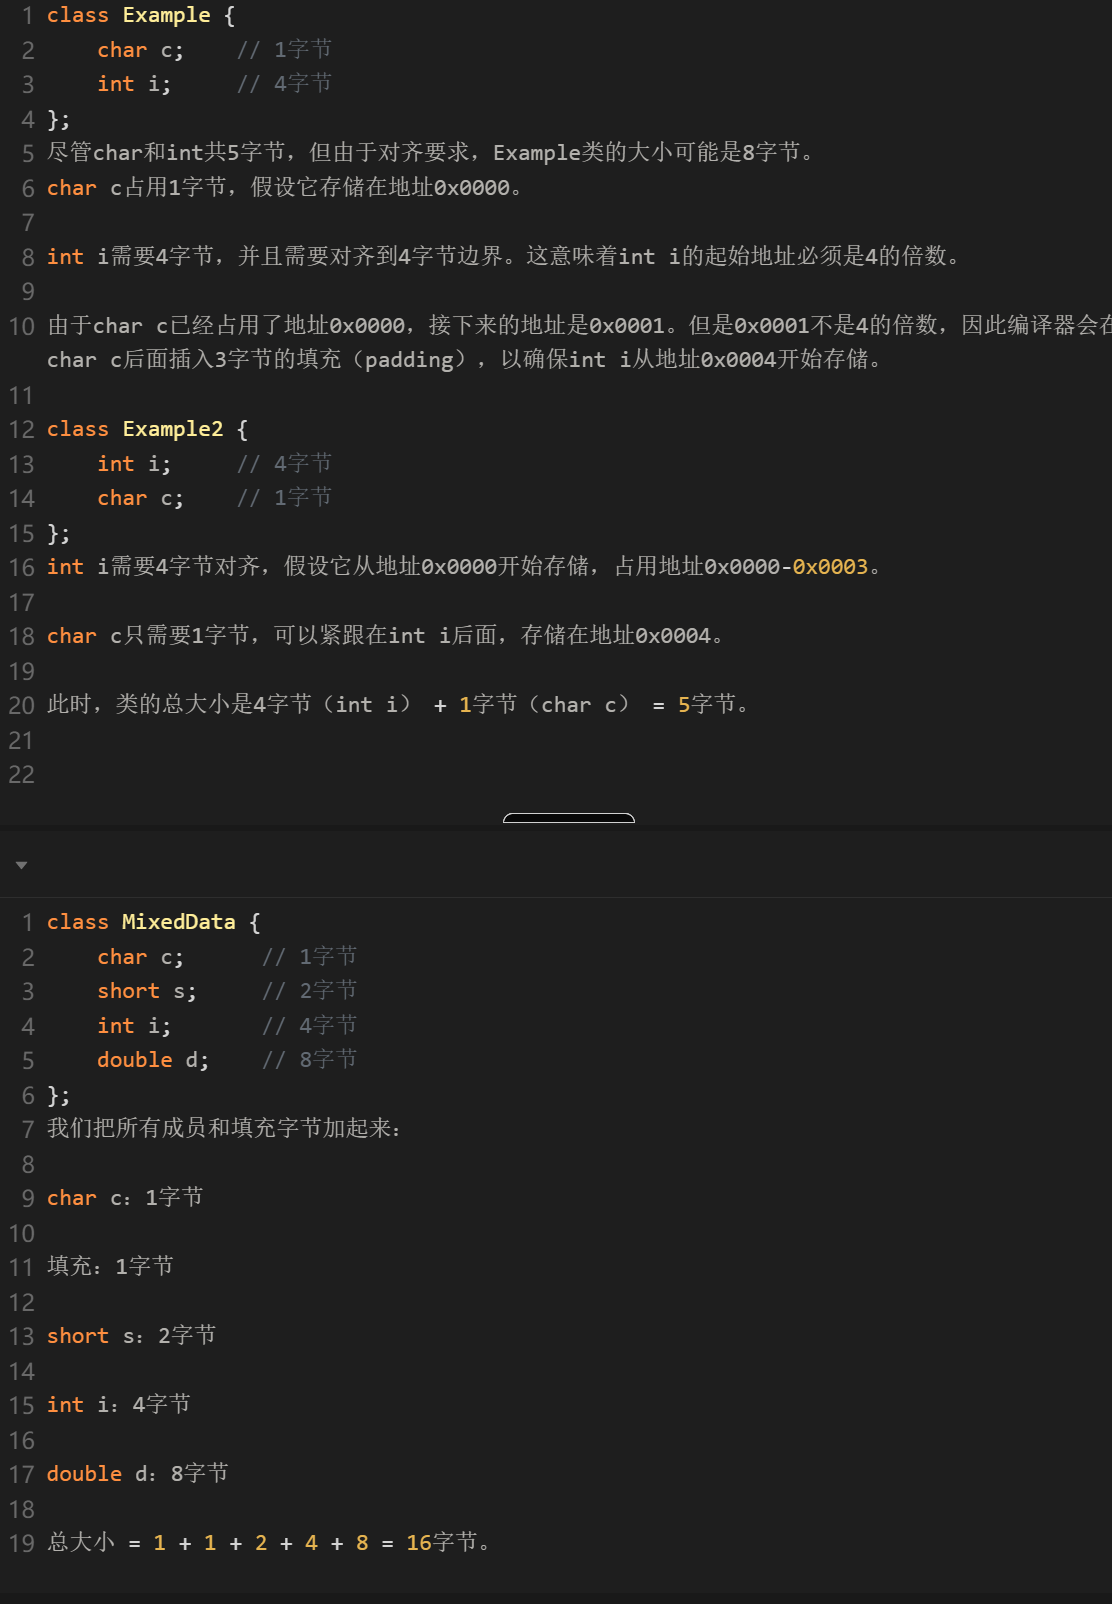 1 class Example {
2 char c; // 1字节
3 int i; // 4字节
4 };
5 尽管char和int共5字节，但由于对齐要求，Example类的大小可能是8字节。
6 char c占用1字节，假设它存储在地址0x0000。
7
8 int i需要4字节，并且需要对齐到4字节边界。这意味着int i的起始地址必须是4的倍数。
9
10 由于char c已经占用了地址0x0000，接下来的地址是0x0001。但是0x0001不是4的倍数，因此编译器会在
char c后面插入3字节的填充（padding），以确保int i从地址0x0004开始存储。
11
12 class Example2 {
13 int i; // 4字节
14 char c; // 1字节
15 };
16 int i需要4字节对齐，假设它从地址0x0000开始存储，占用地址0x0000-0x0003。
17
18 char c只需要1字节，可以紧跟在int i后面，存储在地址0x0004。
19
20 此时，类的总大小是4字节（int i） + 1字节（char c） = 5字节。
21
22
1 class MixedData {
2 char c; // 1字节
3 short s; // 2字节
4 int i; // 4字节
5 double d; // 8字节
6 };
7 我们把所有成员和填充字节加起来：
8
9 char c：1字节
10
11 填充：1字节
12
13 short s：2字节
14
15 int i：4字节
16
17 double d：8字节
18
19 总大小 = 1 + 1 + 2 + 4 + 8 = 16字节。